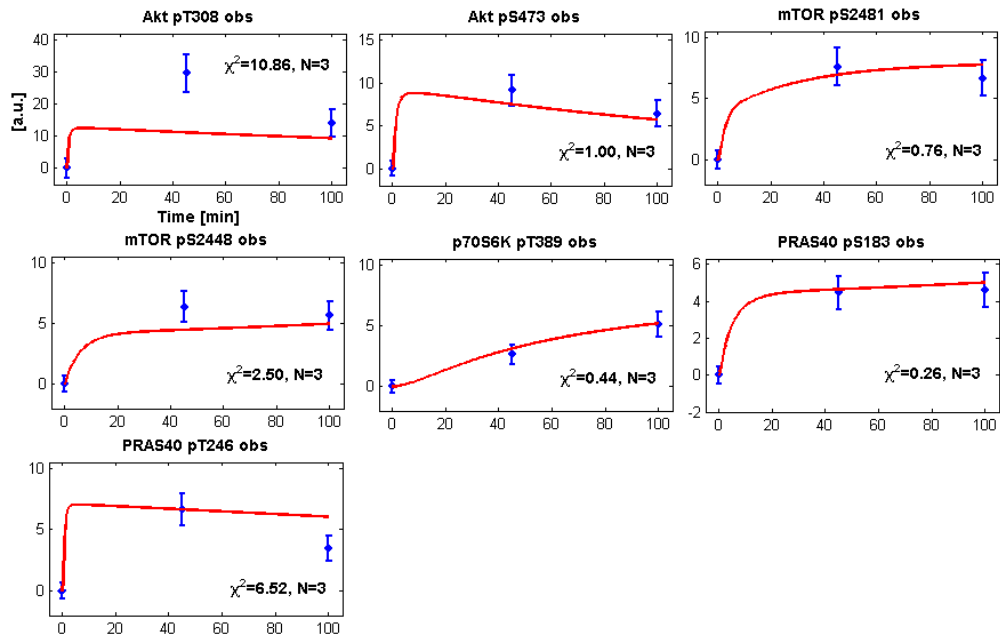 Akt pT308 obs
40
30
20
10
0
[a.u.]
χ²=10.86, N=3
0 20 40 60 80 100
Time [min]
Akt pS473 obs
15
10
5
0
χ²=1.00, N=3
0 20 40 60 80 100
mTOR pS2481 obs
10
5
0
χ²=0.76, N=3
0 20 40 60 80 100
mTOR pS2448 obs
10
5
0
χ²=2.50, N=3
0 20 40 60 80 100
p70S6K pT389 obs
10
5
0
χ²=0.44, N=3
0 20 40 60 80 100
PRAS40 pS183 obs
6
4
2
0
-2
χ²=0.26, N=3
0 20 40 60 80 100
PRAS40 pT246 obs
10
5
0
χ²=6.52, N=3
0 20 40 60 80 100